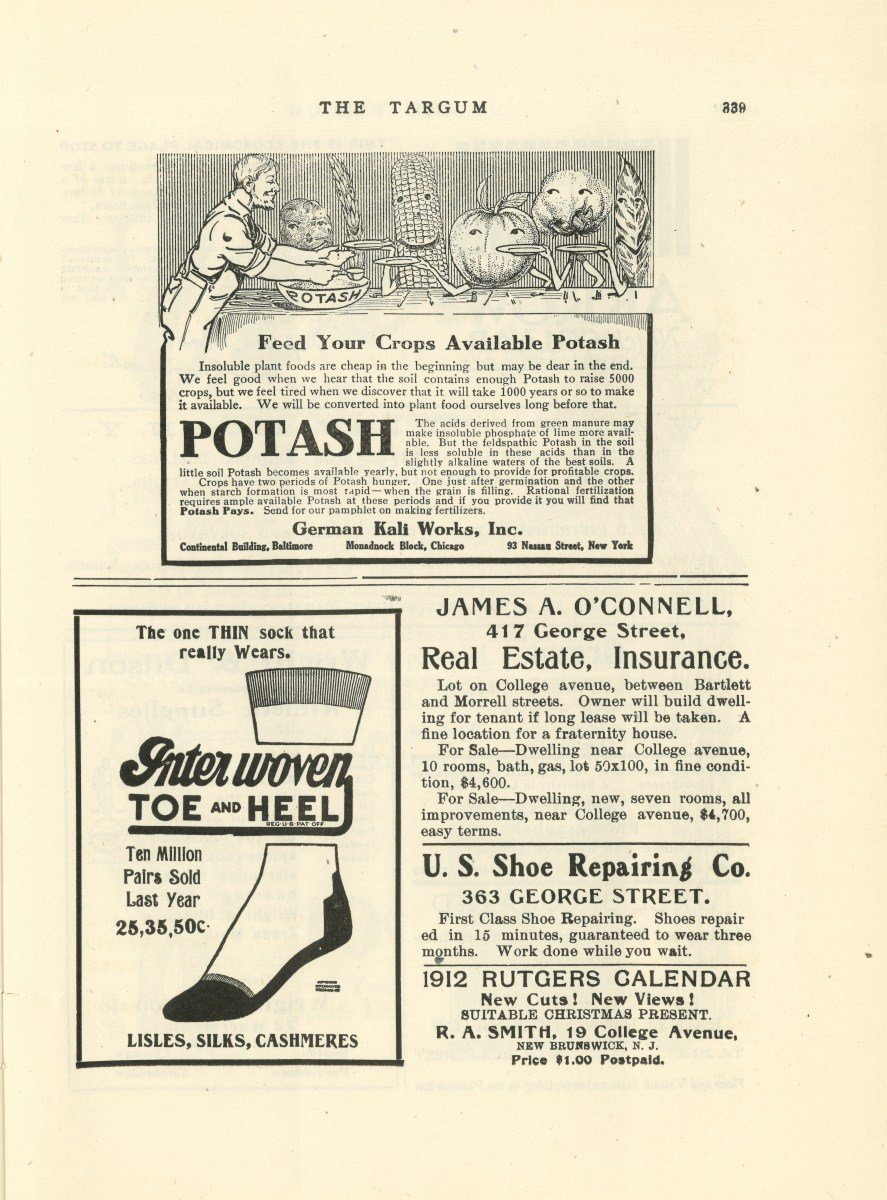 THE TARGUM
339
POTASH
Feed Your Crops Available Potash
Insoluble plant foods are cheap in the beginning but may be dear in the end.
We feel good when we hear that the soil contains enough Potash to raise 5000
crops, but we feel tired when we discover that it will take 1000 years or so to make
it available. We will be converted into plant food ourselves long before that.
POTASH
The acids derived from green manure may
make insoluble phosphate of lime more avail-
able. But the feldspathic Potash in the soil
is less soluble in these acids than in the
slightly alkaline waters of the best soils. A
little soil Potash becomes available yearly, but not enough to provide for profitable crops.
Crops have two periods of Potash hunger. One just after germination and the other
when starch formation is most rapid—when the grain is filling. Rational fertilization
requires ample available Potash at these periods and if you provide it you will find that
Potash Pays. Send for our pamphlet on making fertilizers.
German Kali Works, Inc.
Continental Building, Baltimore Monadnock Block, Chicago 93 Nassau Street, New York
The one THIN sock that
really Wears.
Interwoven
TOE AND HEEL
REG·U·S·PAT·OFF
Ten Million
Pairs Sold
Last Year
25,35,50c.
LISLES, SILKS, CASHMERES
JAMES A. O'CONNELL,
417 George Street,
Real Estate, Insurance.
Lot on College avenue, between Bartlett
and Morrell streets. Owner will build dwell-
ing for tenant if long lease will be taken. A
fine location for a fraternity house.
For Sale—Dwelling near College avenue,
10 rooms, bath, gas, lot 50x100, in fine condi-
tion, $4,600.
For Sale—Dwelling, new, seven rooms, all
improvements, near College avenue, $4,700,
easy terms.
U. S. Shoe Repairing Co.
363 GEORGE STREET.
First Class Shoe Repairing. Shoes repair
ed in 15 minutes, guaranteed to wear three
months. Work done while you wait.
1912 RUTGERS CALENDAR
New Cuts! New Views!
SUITABLE CHRISTMAS PRESENT.
R. A. SMITH, 19 College Avenue,
NEW BRUNSWICK, N. J.
Price $1.00 Postpaid.